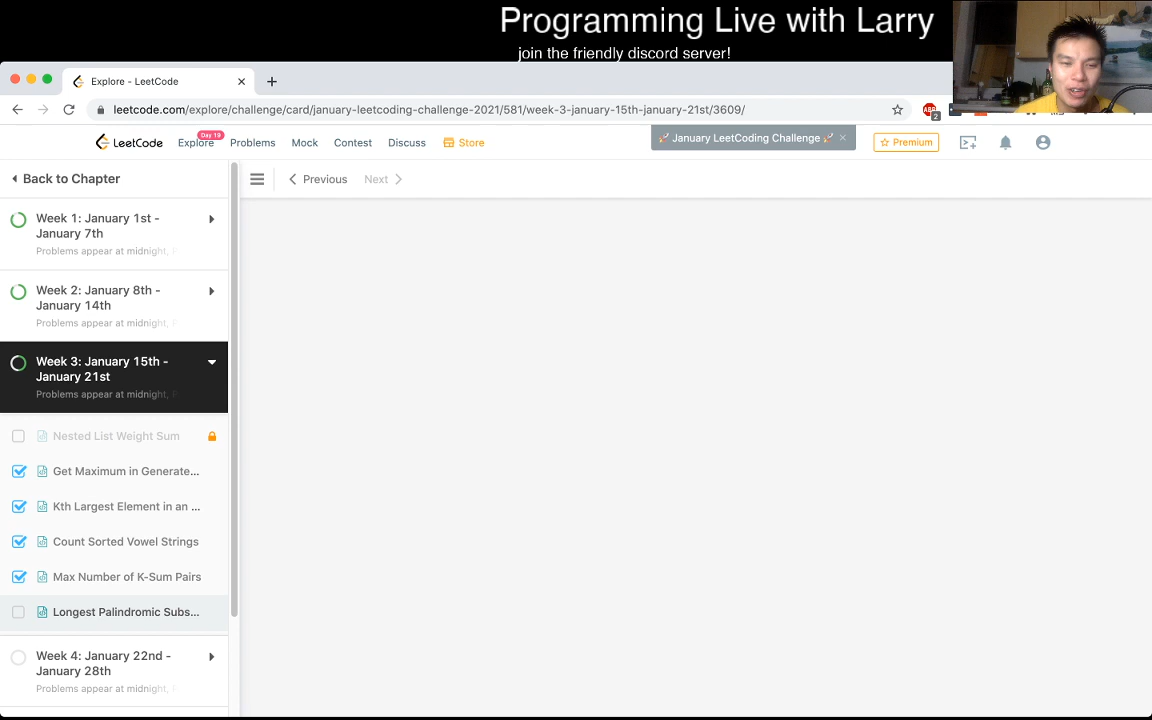 Programming Live with Larry
join the friendly discord server!
Explore - LeetCode
leetcode.com/explore/challenge/card/january-leetcoding-challenge-2021/581/week-3-january-15th-january-21st/3609/
ABP
2
LeetCode
Explore
Day 19
Problems
Mock
Contest
Discuss
Store
January LeetCoding Challenge
Premium
Back to Chapter
Previous
Next
Week 1: January 1st -
January 7th
Problems appear at midnight,
Week 2: January 8th -
January 14th
Problems appear at midnight,
Week 3: January 15th -
January 21st
Problems appear at midnight,
Nested List Weight Sum
Get Maximum in Generate...
Kth Largest Element in an ...
Count Sorted Vowel Strings
Max Number of K-Sum Pairs
Longest Palindromic Subs...
Week 4: January 22nd -
January 28th
Problems appear at midnight,